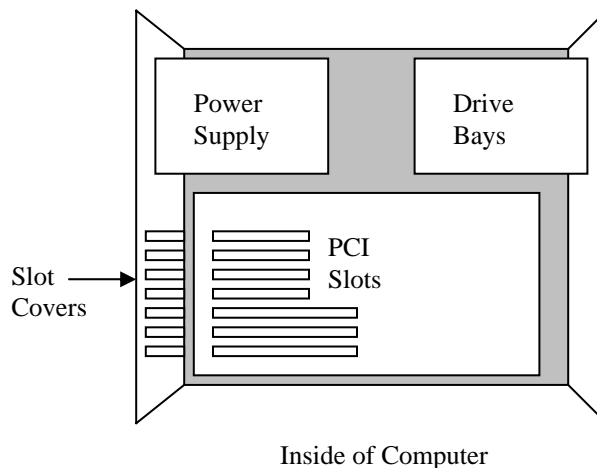 Power
Supply
Drive
Bays
PCI
Slots
Slot
Covers
Inside of Computer